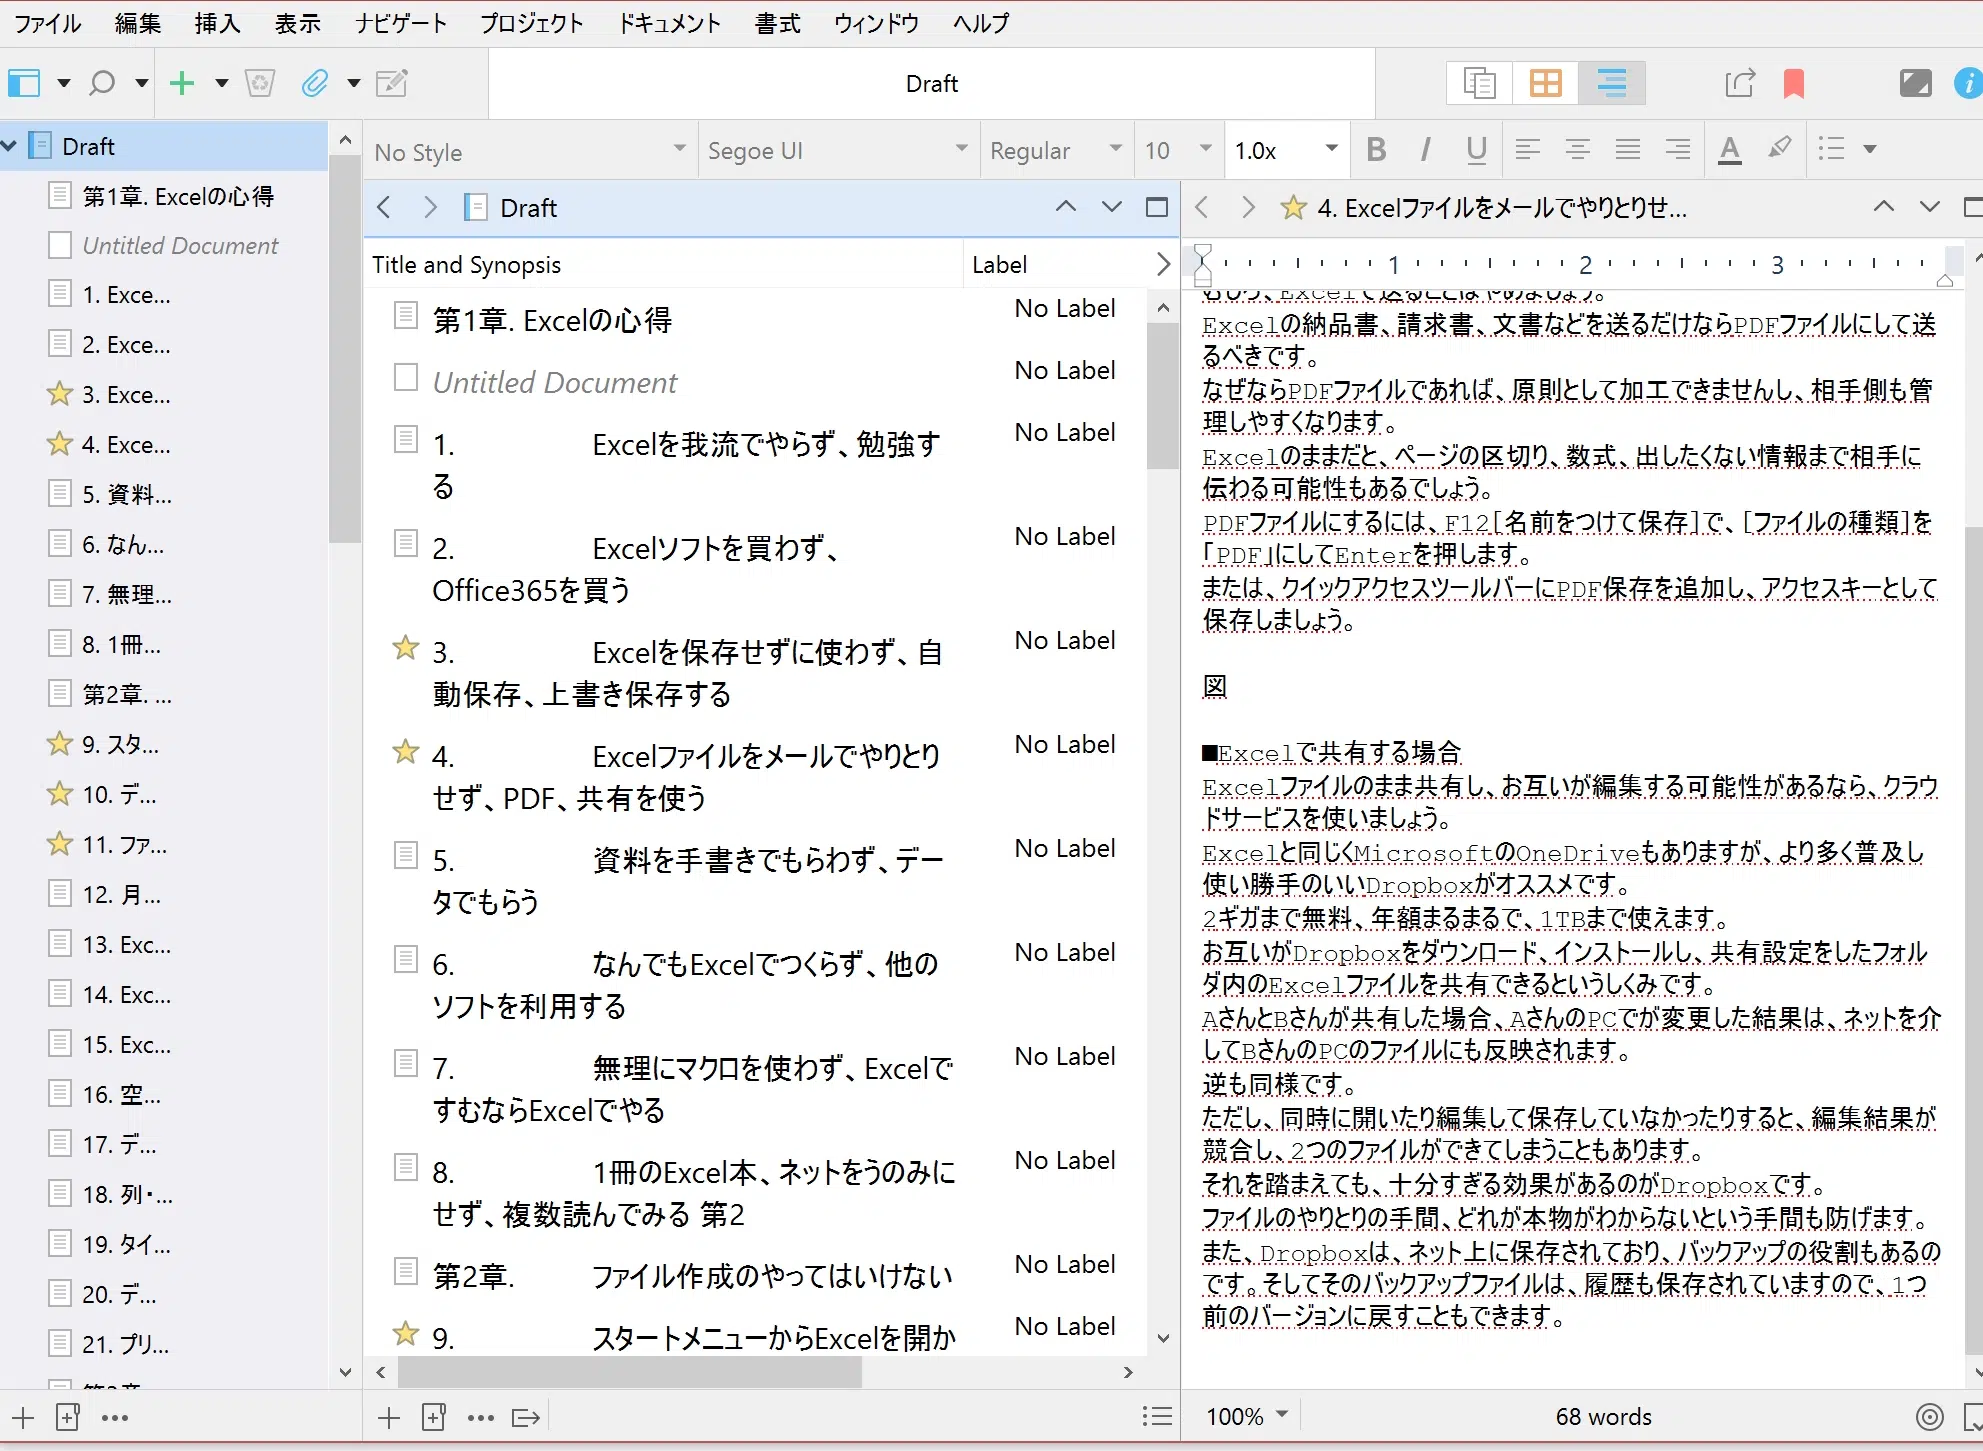 ファイル 編集 挿入 表示 ナビゲート プロジェクト ドキュメント 書式 ウィンドウ ヘルプ
Draft
Draft
第1章. Excelの心得
Untitled Document
1. Exce...
2. Exce...
3. Exce...
4. Exce...
5. 資料...
6. なん...
7. 無理...
8. 1冊...
第2章. ...
9. スタ...
10. デ...
11. ファ...
12. 月...
13. Exc...
14. Exc...
15. Exc...
16. 空...
17. デ...
18. 列・...
19. タイ...
20. デ...
21. プリ...
No Style Segoe UI Regular 10 1.0x B I U A
Draft
Title and Synopsis Label
第1章. Excelの心得 No Label
Untitled Document No Label
1. Excelを我流でやらず、勉強す No Label
る
2. Excelソフトを買わず、 No Label
Office365を買う
3. Excelを保存せずに使わず、自 No Label
動保存、上書き保存する
4. Excelファイルをメールでやりとり No Label
せず、PDF、共有を使う
5. 資料を手書きでもらわず、デー No Label
タでもらう
6. なんでもExcelでつくらず、他の No Label
ソフトを利用する
7. 無理にマクロを使わず、Excelで No Label
すむならExcelでやる
8. 1冊のExcel本、ネットをうのみに No Label
せず、複数読んでみる 第2
第2章. ファイル作成のやってはいけない No Label
9. スタートメニューからExcelを開か No Label
4. Excelファイルをメールでやりとりせ...
1 2 3
Excelの納品書、請求書、文書などを送るだけならPDFファイルにして送
るべきです。
なぜならPDFファイルであれば、原則として加工できませんし、相手側も管
理しやすくなります。
Excelのままだと、ページの区切り、数式、出したくない情報まで相手に
伝わる可能性もあるでしょう。
PDFファイルにするには、F12[名前をつけて保存]で、[ファイルの種類]を
「PDF」にしてEnterを押します。
または、クイックアクセスツールバーにPDF保存を追加し、アクセスキーとして
保存しましょう。
図
■Excelで共有する場合
Excelファイルのまま共有し、お互いが編集する可能性があるなら、クラウ
ドサービスを使いましょう。
Excelと同じくMicrosoftのOneDriveもありますが、より多く普及し
使い勝手のいいDropboxがオススメです。
2ギガまで無料、年額まるまるで、1TBまで使えます。
お互いがDropboxをダウンロード、インストールし、共有設定をしたフォル
ダ内のExcelファイルを共有できるというしくみです。
AさんとBさんが共有した場合、AさんのPCでが変更した結果は、ネットを介
してBさんのPCのファイルにも反映されます。
逆も同様です。
ただし、同時に開いたり編集して保存していなかったりすると、編集結果が
競合し、2つのファイルができてしまうこともあります。
それを踏まえても、十分すぎる効果があるのがDropboxです。
ファイルのやりとりの手間、どれが本物がわからないという手間も防げます。
また、Dropboxは、ネット上に保存されており、バックアップの役割もあるの
です。そしてそのバックアップファイルは、履歴も保存されていますので、1つ
前のバージョンに戻すこともできます。
100% 68 words